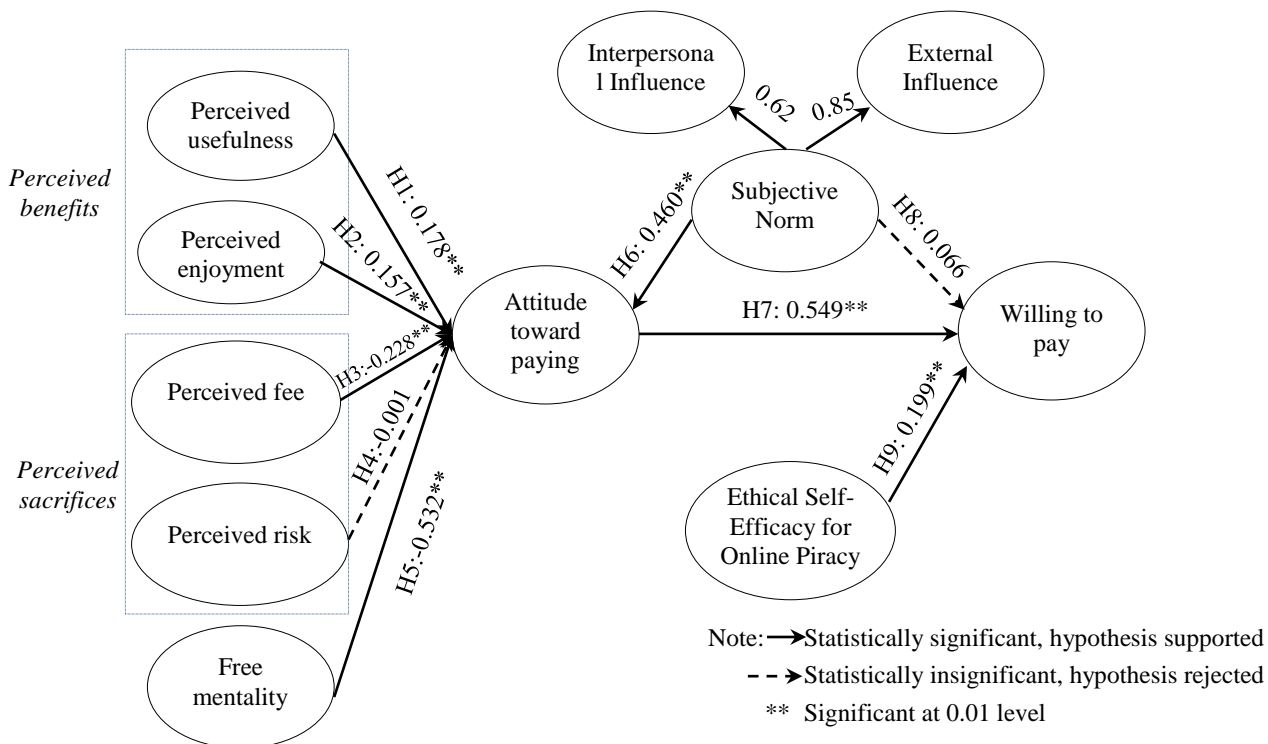 Interpersona
l Influence
External
Influence
0.62
0.85
Perceived
usefulness
Perceived
benefits
Perceived
enjoyment
H1: 0.178**
H2: 0.157**
Subjective
Norm
H6: 0.460**
H8: 0.066
Attitude
toward
paying
H7: 0.549**
Willing to
pay
Perceived fee
H3:-0.228**
H4:-0.001
Perceived
sacrifices
Perceived risk
H5:-0.532**
H9: 0.199**
Ethical Self-
Efficacy for
Online Piracy
Free
mentality
Note: Statistically significant, hypothesis supported
Statistically insignificant, hypothesis rejected
** Significant at 0.01 level